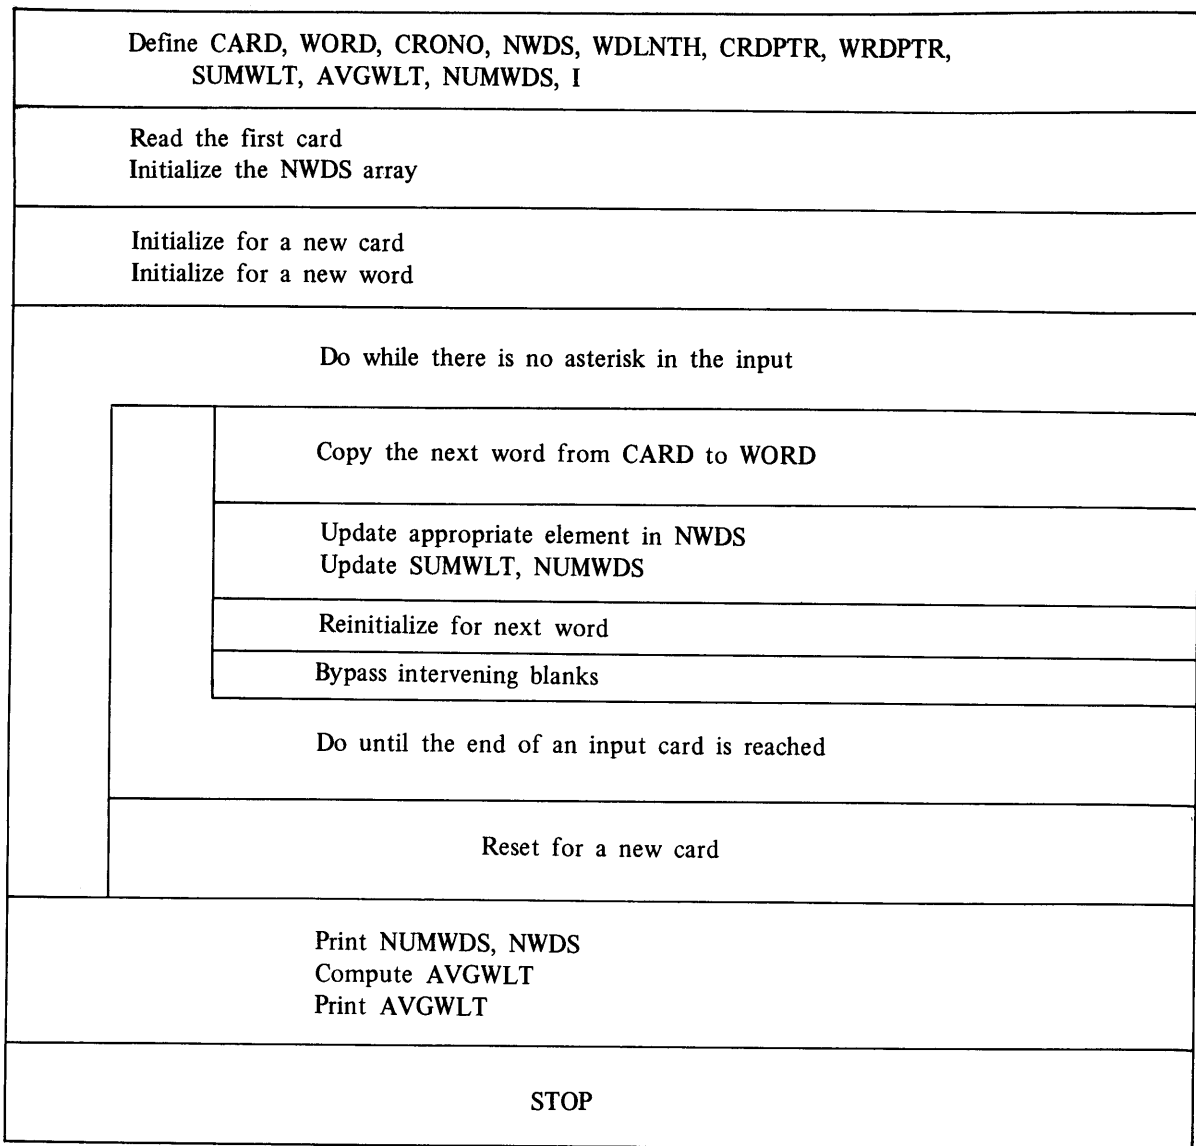 Define CARD, WORD, CRONO, NWDS, WDLNTH, CRDPTR, WRDPTR,
SUMWLT, AVGWLT, NUMWDS, I
Read the first card
Initialize the NWDS array
Initialize for a new card
Initialize for a new word
Do while there is no asterisk in the input
Copy the next word from CARD to WORD
Update appropriate element in NWDS
Update SUMWLT, NUMWDS
Reinitialize for next word
Bypass intervening blanks
Do until the end of an input card is reached
Reset for a new card
Print NUMWDS, NWDS
Compute AVGWLT
Print AVGWLT
STOP